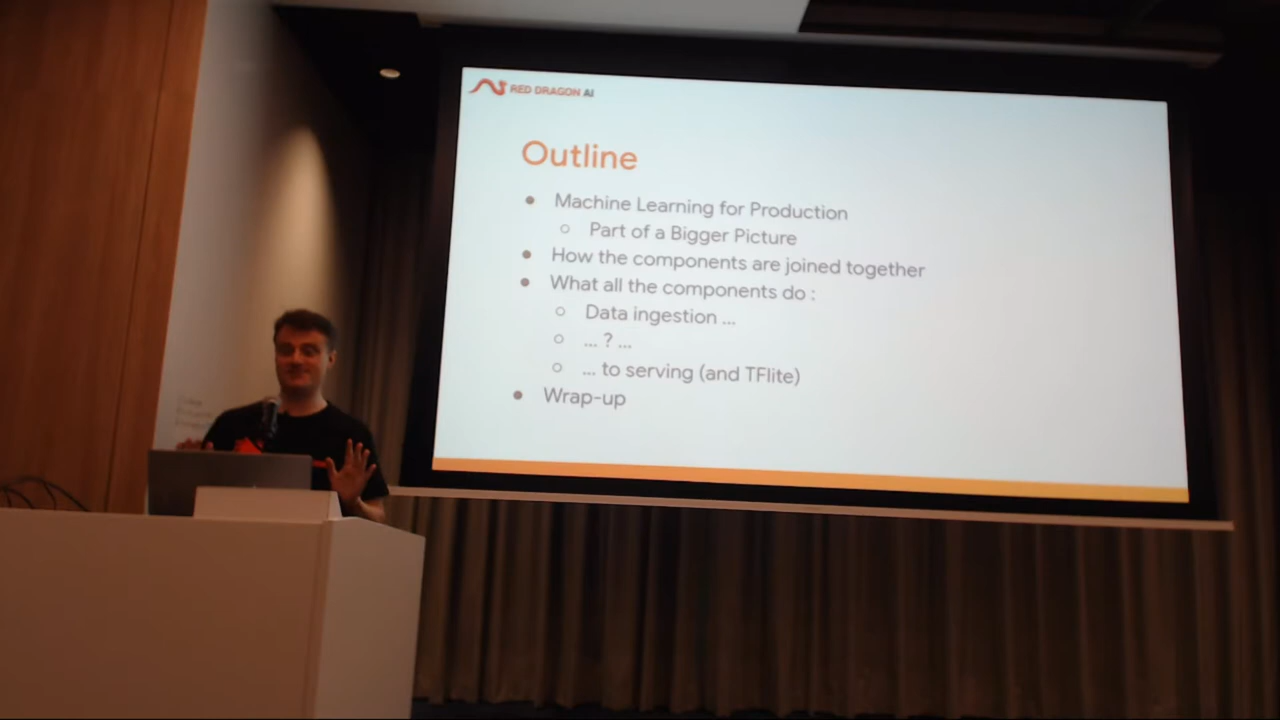 RED DRAGON AI
Outline
● Machine Learning for Production
○ Part of a Bigger Picture
● How the components are joined together
● What all the components do :
○ Data ingestion ...
○ ... ? ...
○ ... to serving (and TFlite)
● Wrap-up